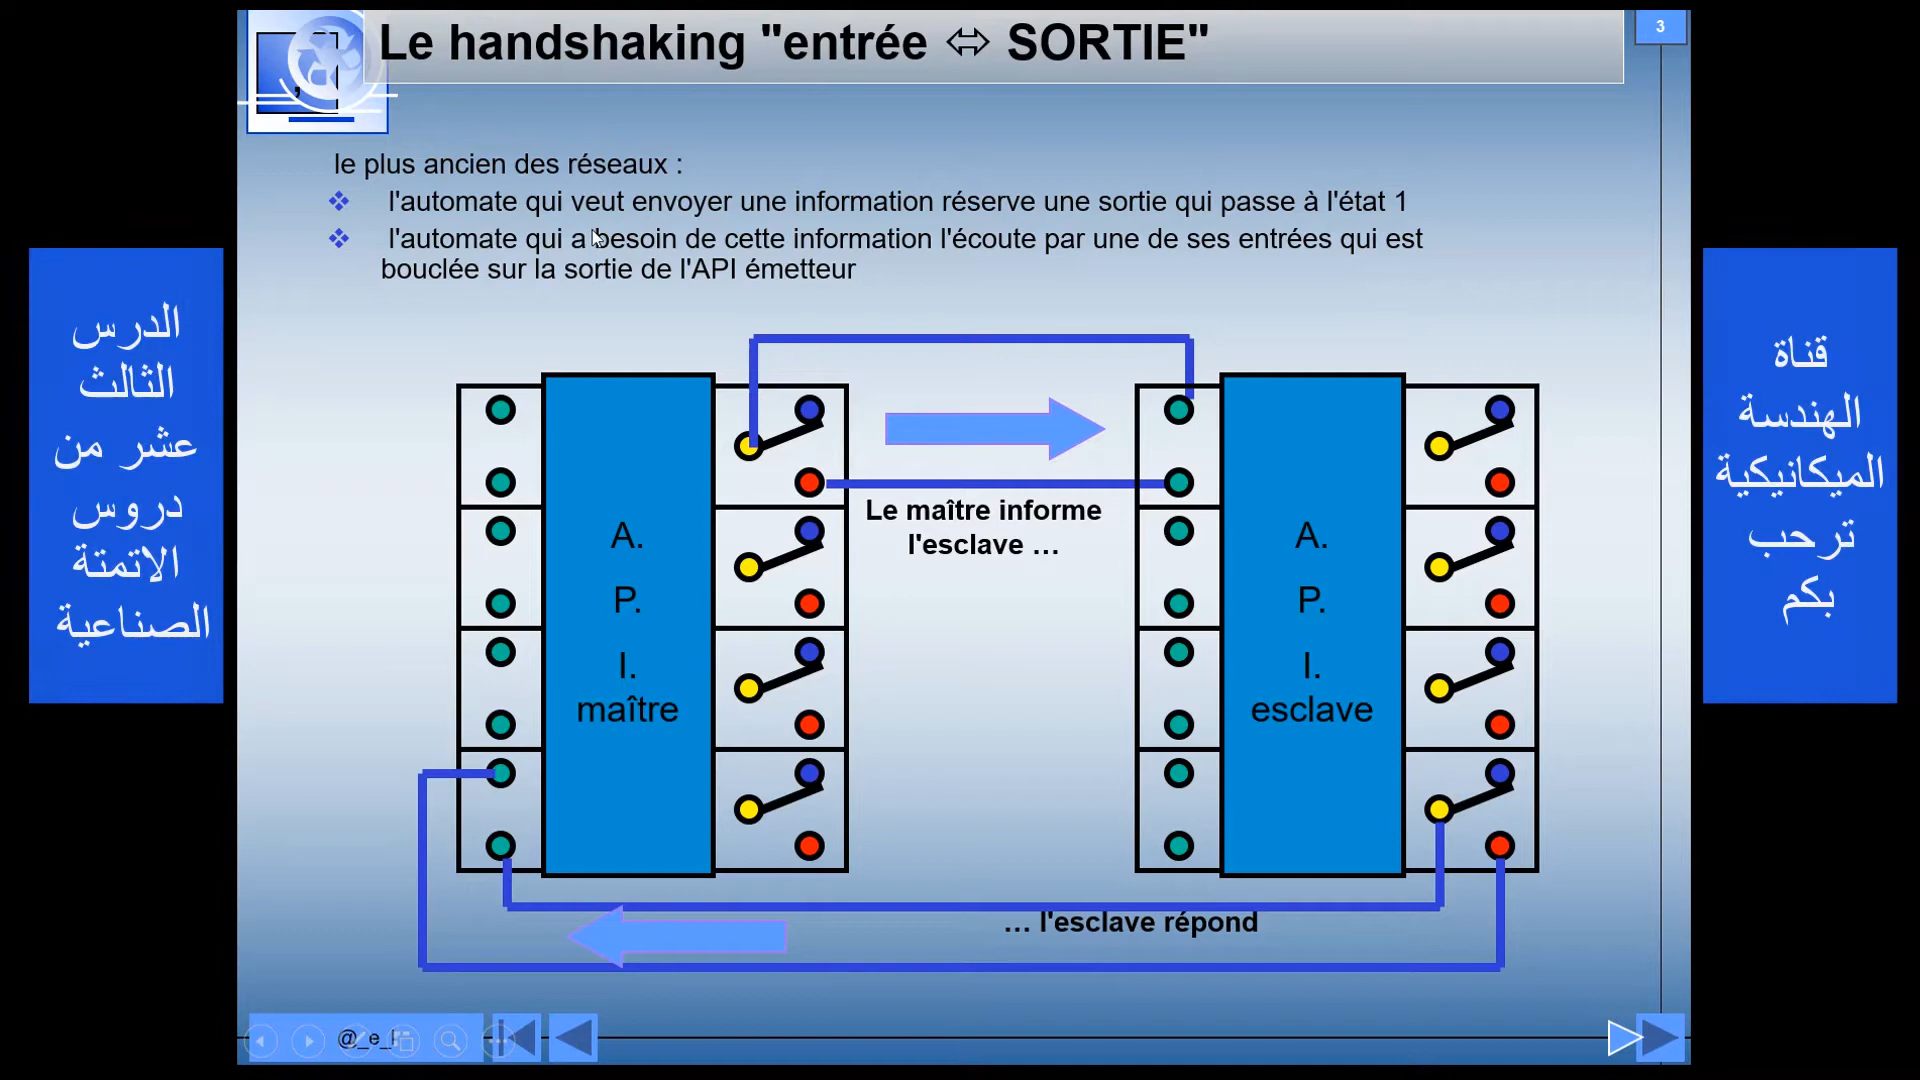 Le handshaking "entrée ⇔ SORTIE"
3
le plus ancien des réseaux :
❖ l'automate qui veut envoyer une information réserve une sortie qui passe à l'état 1
❖ l'automate qui a besoin de cette information l'écoute par une de ses entrées qui est
bouclée sur la sortie de l'API émetteur
الدرس
الثالث
عشر من
دروس
الاتمتة
الصناعية
A.
P.
I.
maître
Le maître informe
l'esclave ...
A.
P.
I.
esclave
... l'esclave répond
قناة
الهندسة
الميكانيكية
ترحب
بكم